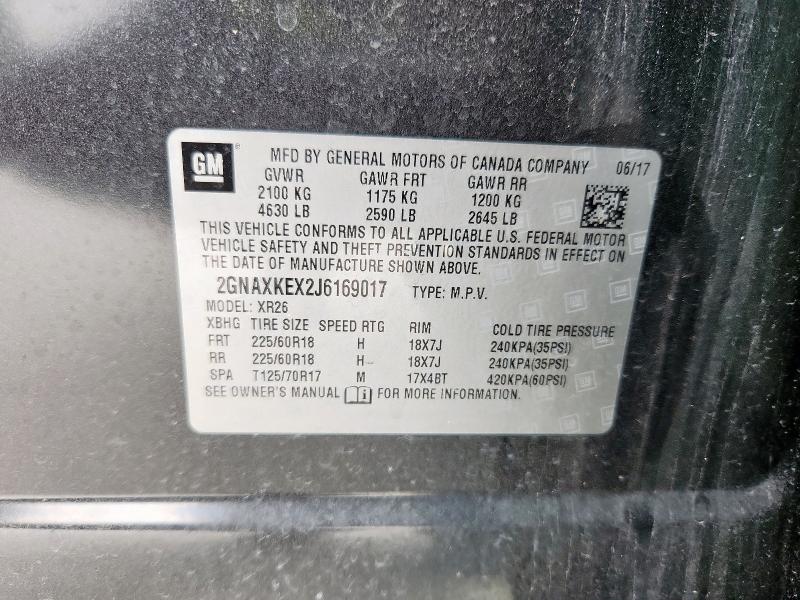 GM
MFD BY GENERAL MOTORS OF CANADA COMPANY 06/17
GVWR GAWR FRT GAWR RR
2100 KG 1175 KG 1200 KG
4630 LB 2590 LB 2645 LB
THIS VEHICLE CONFORMS TO ALL APPLICABLE U.S. FEDERAL MOTOR
VEHICLE SAFETY AND THEFT PREVENTION STANDARDS IN EFFECT ON
THE DATE OF MANUFACTURE SHOWN ABOVE.
2GNAXKEX2J6169017 TYPE: M.P.V.
MODEL: XR26
XBHG TIRE SIZE SPEED RTG RIM COLD TIRE PRESSURE
FRT 225/60R18 H 18X7J 240KPA(35PSI)
RR 225/60R18 H 18X7J 240KPA(35PSI)
SPA T125/70R17 M 17X4BT 420KPA(60PSI)
SEE OWNER'S MANUAL FOR MORE INFORMATION.